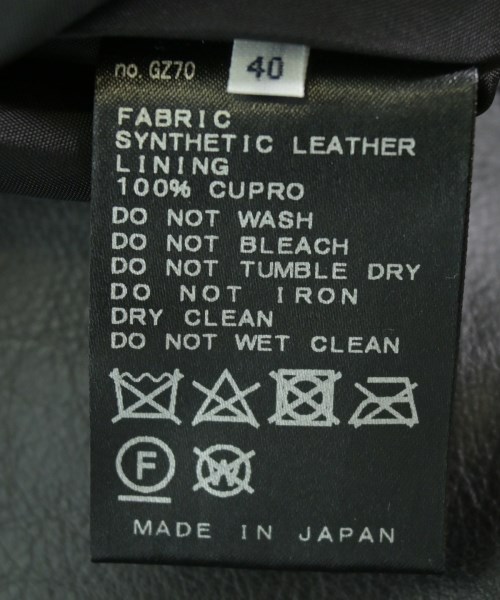 no. GZ70 40
FABRIC
SYNTHETIC LEATHER
LINING
100% CUPRO
DO NOT WASH
DO NOT BLEACH
DO NOT TUMBLE DRY
DO NOT IRON
DRY CLEAN
DO NOT WET CLEAN
F W
MADE IN JAPAN